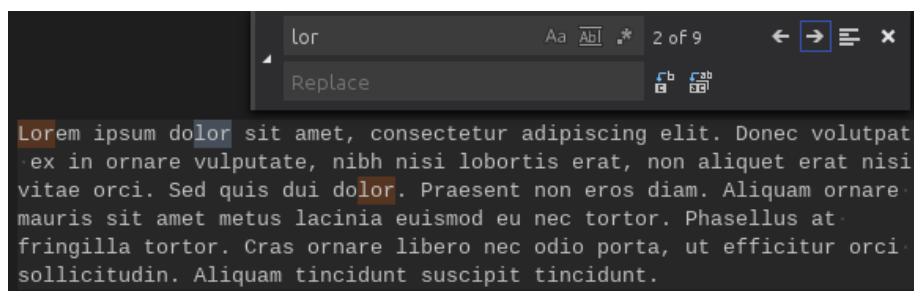 lor Aa Abl .* 2 of 9
Replace
Lorem ipsum dolor sit amet, consectetur adipiscing elit. Donec volutpat
ex in ornare vulputate, nibh nisi lobortis erat, non aliquet erat nisi
vitae orci. Sed quis dui dolor. Praesent non eros diam. Aliquam ornare
mauris sit amet metus lacinia euismod eu nec tortor. Phasellus at
fringilla tortor. Cras ornare libero nec odio porta, ut efficitur orci
sollicitudin. Aliquam tincidunt suscipit tincidunt.